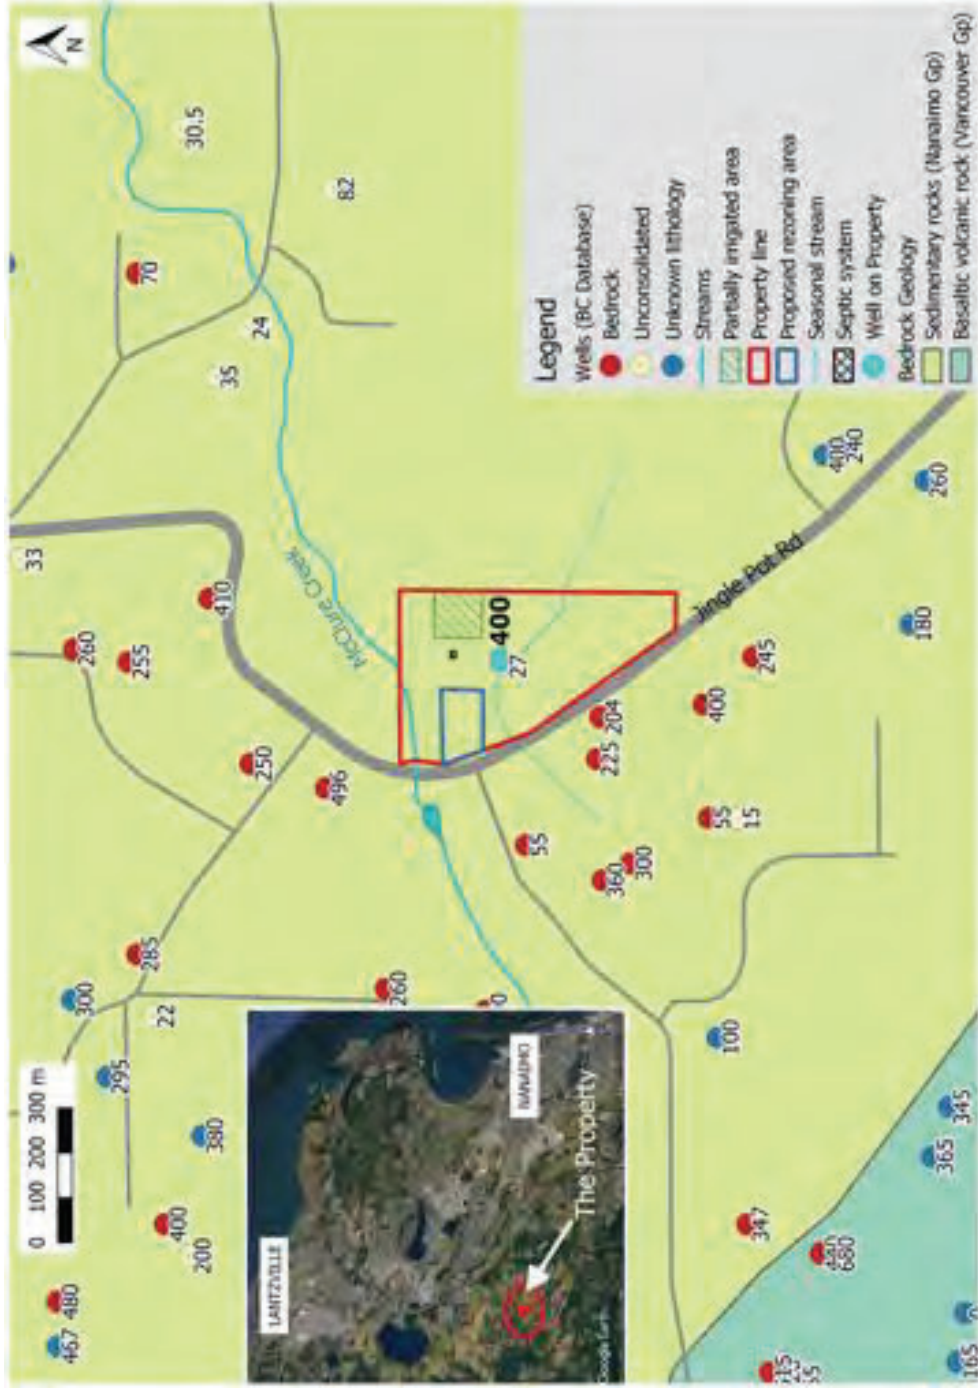 N
0 100 200 300 m
467
480
400
200
380
295
300
285
22
260
250
496
260
255
410
33
70
30.5
82
24
35
McClure Creek
400
27
Jingle Pot Rd
204
225
55
360
300
400
245
55
15
180
260
400
240
100
347
680
365
345
LANTZVILLE
NANAIMO
The Property
Google Earth
Legend
Wells (BC Database)
Bedrock
Unconsolidated
Unknown lithology
Streams
Partially irrigated area
Property line
Proposed rezoning area
Seasonal stream
Septic system
Well on Property
Bedrock Geology
Sedimentary rocks (Nanaimo Gp)
Basaltic volcanic rock (Vancouver Gp)